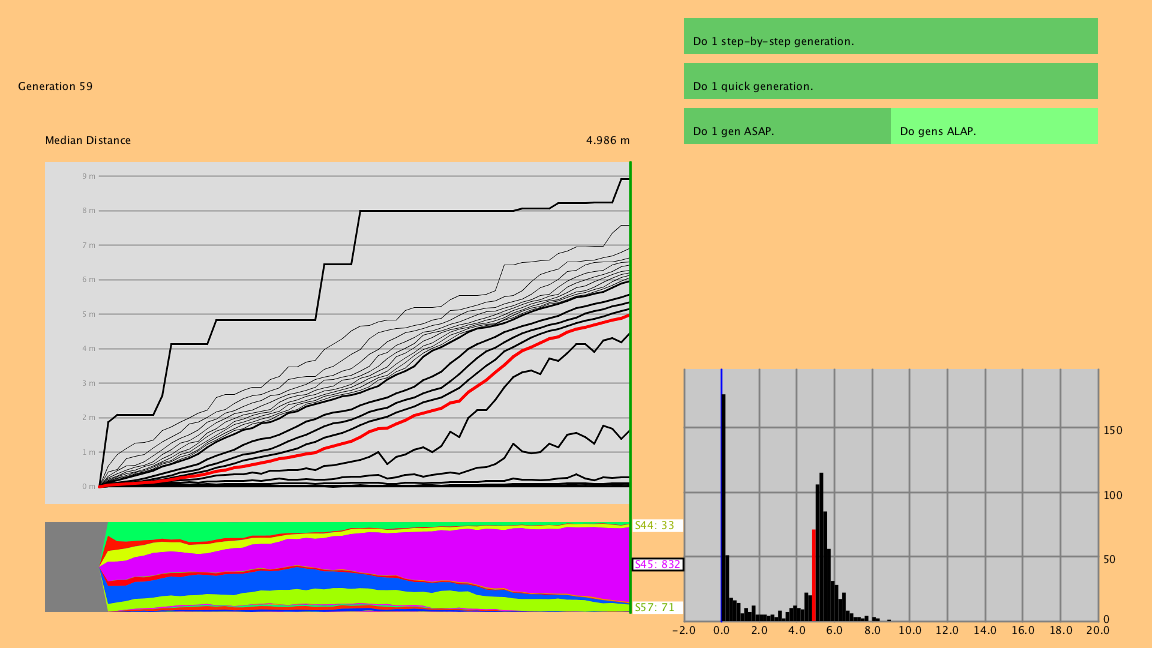 Do 1 step-by-step generation.
Generation 59
Do 1 quick generation.
Do 1 gen ASAP.
Do gens ALAP.
Median Distance
4.986 m
9 m
8 m
7 m
6 m
5 m
4 m
3 m
2 m
1 m
0 m
S44: 33
S45: 832
S57: 71
150
100
50
0
-2.0 0.0 2.0 4.0 6.0 8.0 10.0 12.0 14.0 16.0 18.0 20.0